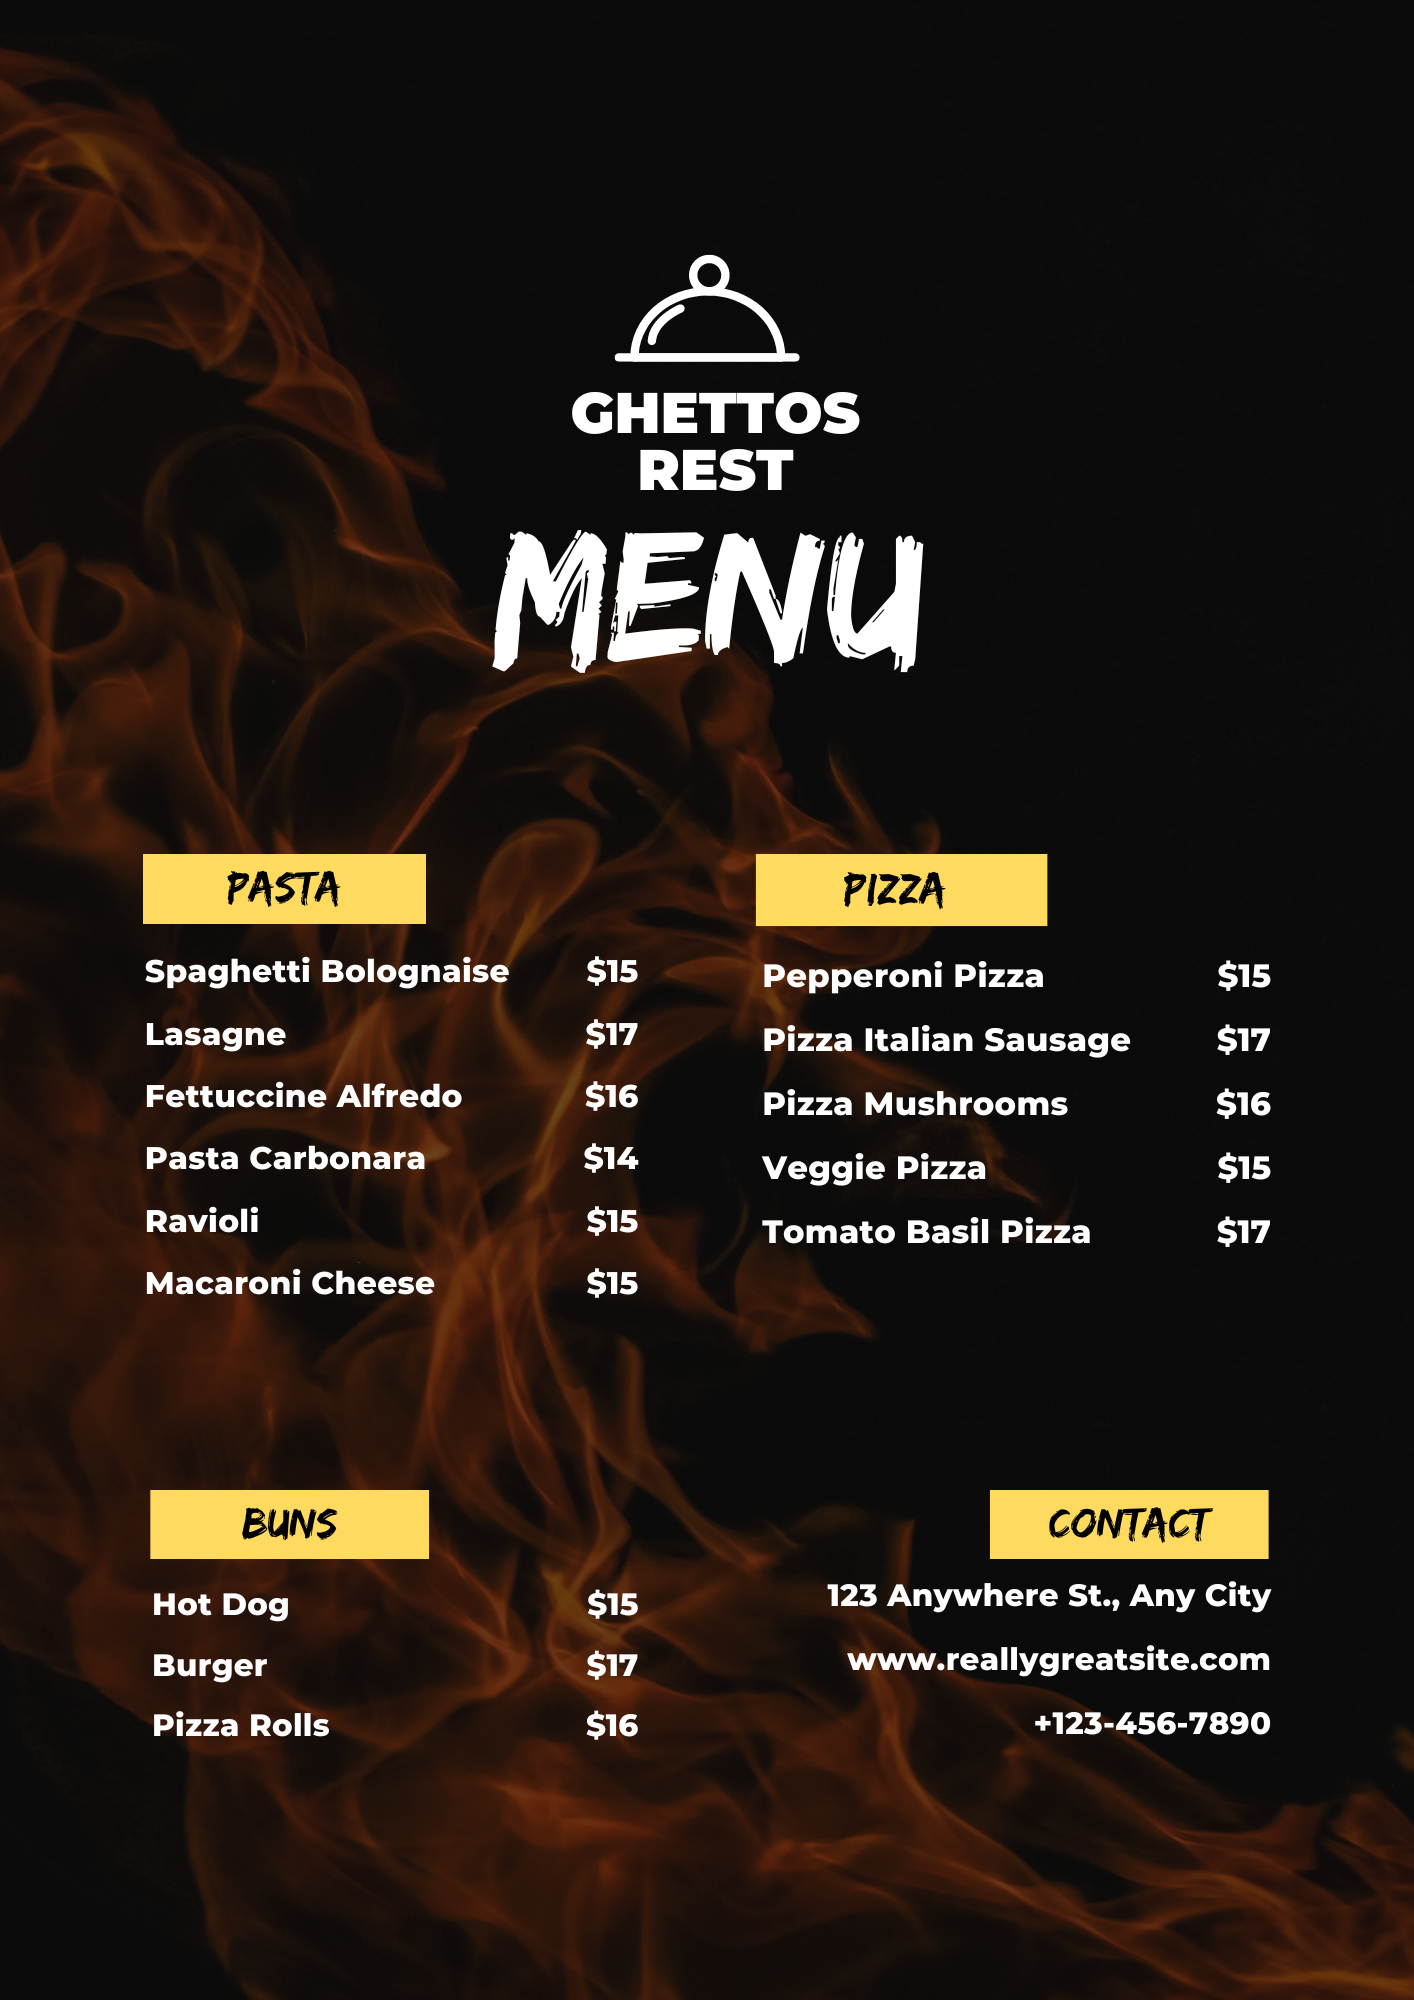 GHETTOS
REST
MENU
PASTA
Spaghetti Bolognaise $15
Lasagne $17
Fettuccine Alfredo $16
Pasta Carbonara $14
Ravioli $15
Macaroni Cheese $15
PIZZA
Pepperoni Pizza $15
Pizza Italian Sausage $17
Pizza Mushrooms $16
Veggie Pizza $15
Tomato Basil Pizza $17
BUNS
Hot Dog $15
Burger $17
Pizza Rolls $16
CONTACT
123 Anywhere St., Any City
www.reallygreatsite.com
+123-456-7890